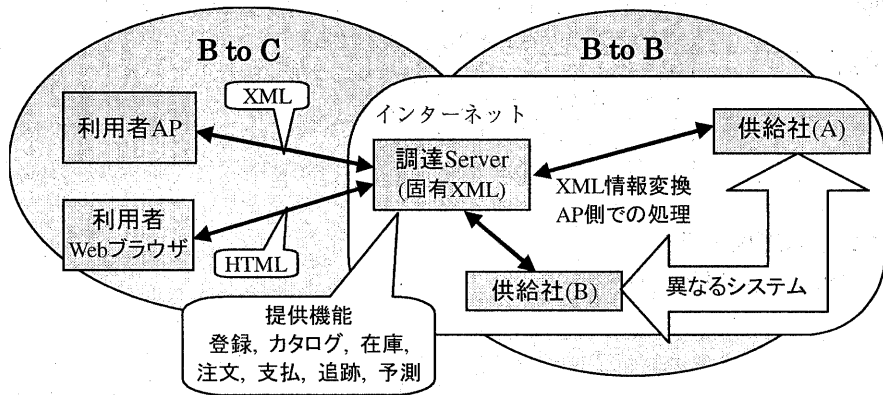 B to C
B to B
XML
インターネット
利用者AP
供給社(A)
調達Server
(固有XML)
XML情報変換
AP側での処理
利用者
Webブラウザ
HTML
供給社(B)
異なるシステム
提供機能
登録, カタログ, 在庫,
注文, 支払, 追跡, 予測